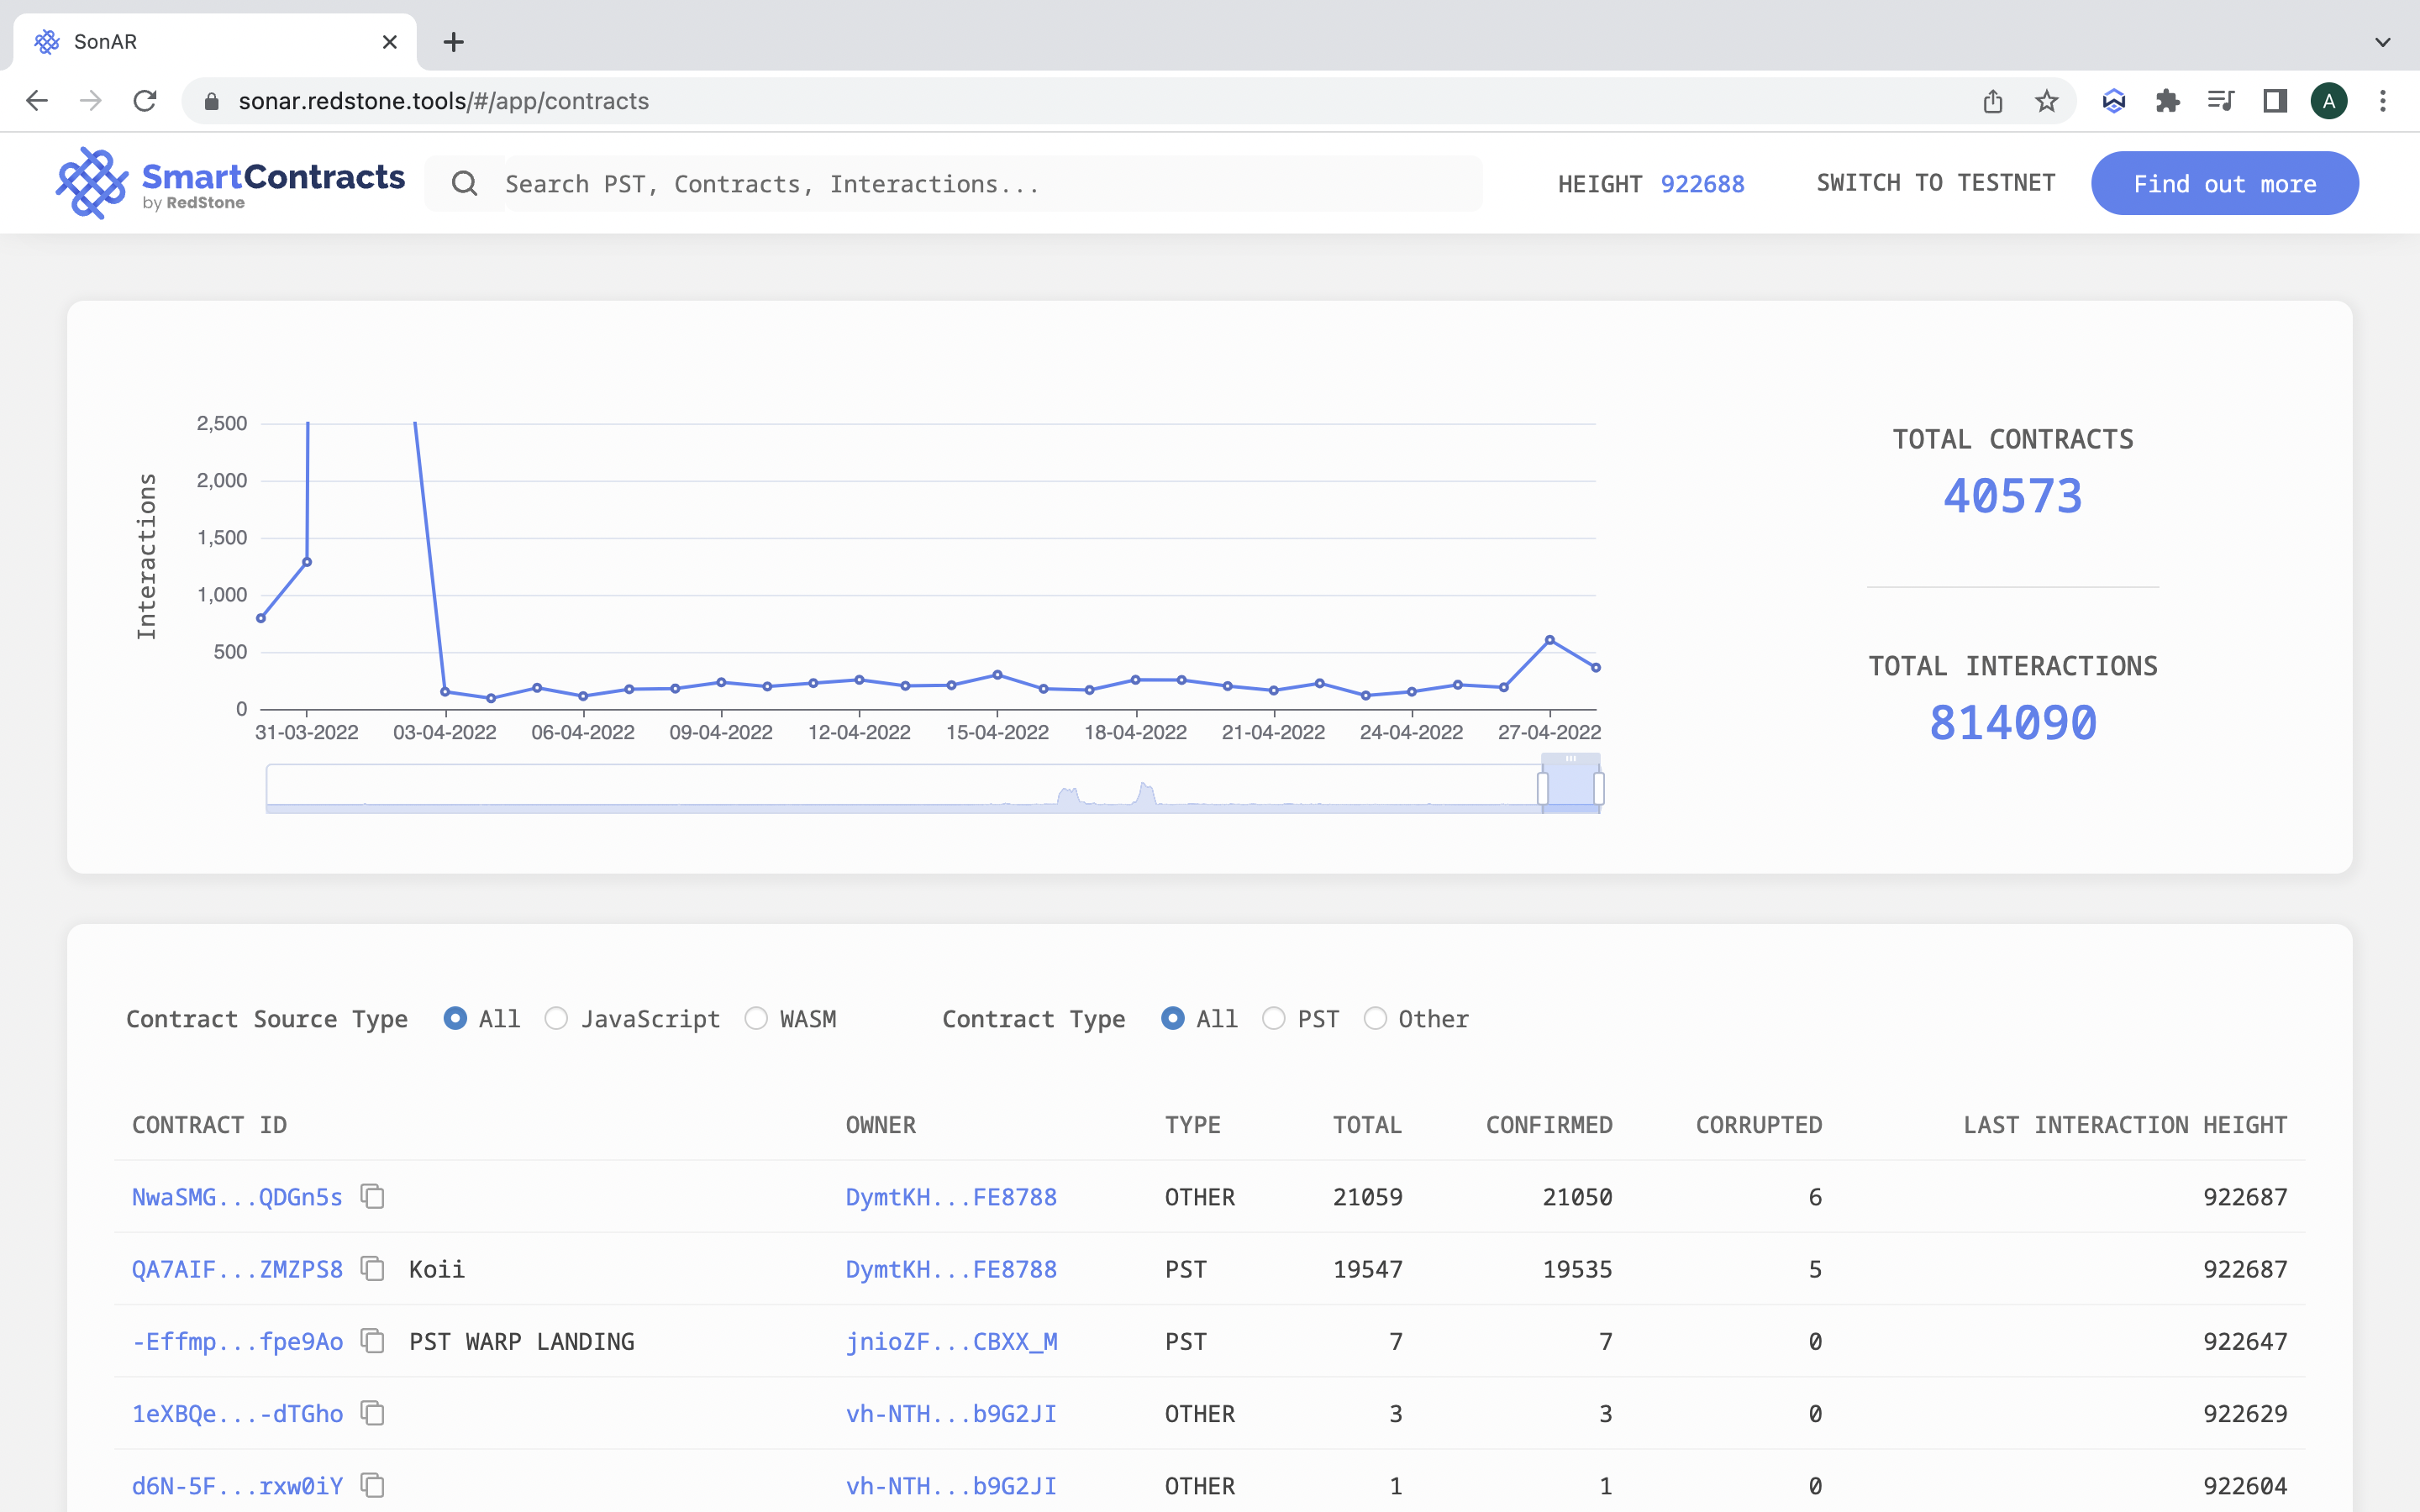 SonAR
sonar.redstone.tools/#/app/contracts
A
SmartContracts
by RedStone
Search PST, Contracts, Interactions...
HEIGHT 922688
SWITCH TO TESTNET
Find out more
Interactions
2,500
2,000
1,500
1,000
500
0
31-03-2022 03-04-2022 06-04-2022 09-04-2022 12-04-2022 15-04-2022 18-04-2022 21-04-2022 24-04-2022 27-04-2022
TOTAL CONTRACTS
40573
TOTAL INTERACTIONS
814090
Contract Source Type All JavaScript WASM Contract Type All PST Other
CONTRACT ID OWNER TYPE TOTAL CONFIRMED CORRUPTED LAST INTERACTION HEIGHT
NwaSMG...QDGn5s DymtKH...FE8788 OTHER 21059 21050 6 922687
QA7AIF...ZMZPS8 Koii DymtKH...FE8788 PST 19547 19535 5 922687
-Effmp...fpe9Ao PST WARP LANDING jnioZF...CBXX_M PST 7 7 0 922647
1eXBQe...-dTGho vh-NTH...b9G2JI OTHER 3 3 0 922629
d6N-5F...rxw0iY vh-NTH...b9G2JI OTHER 1 1 0 922604